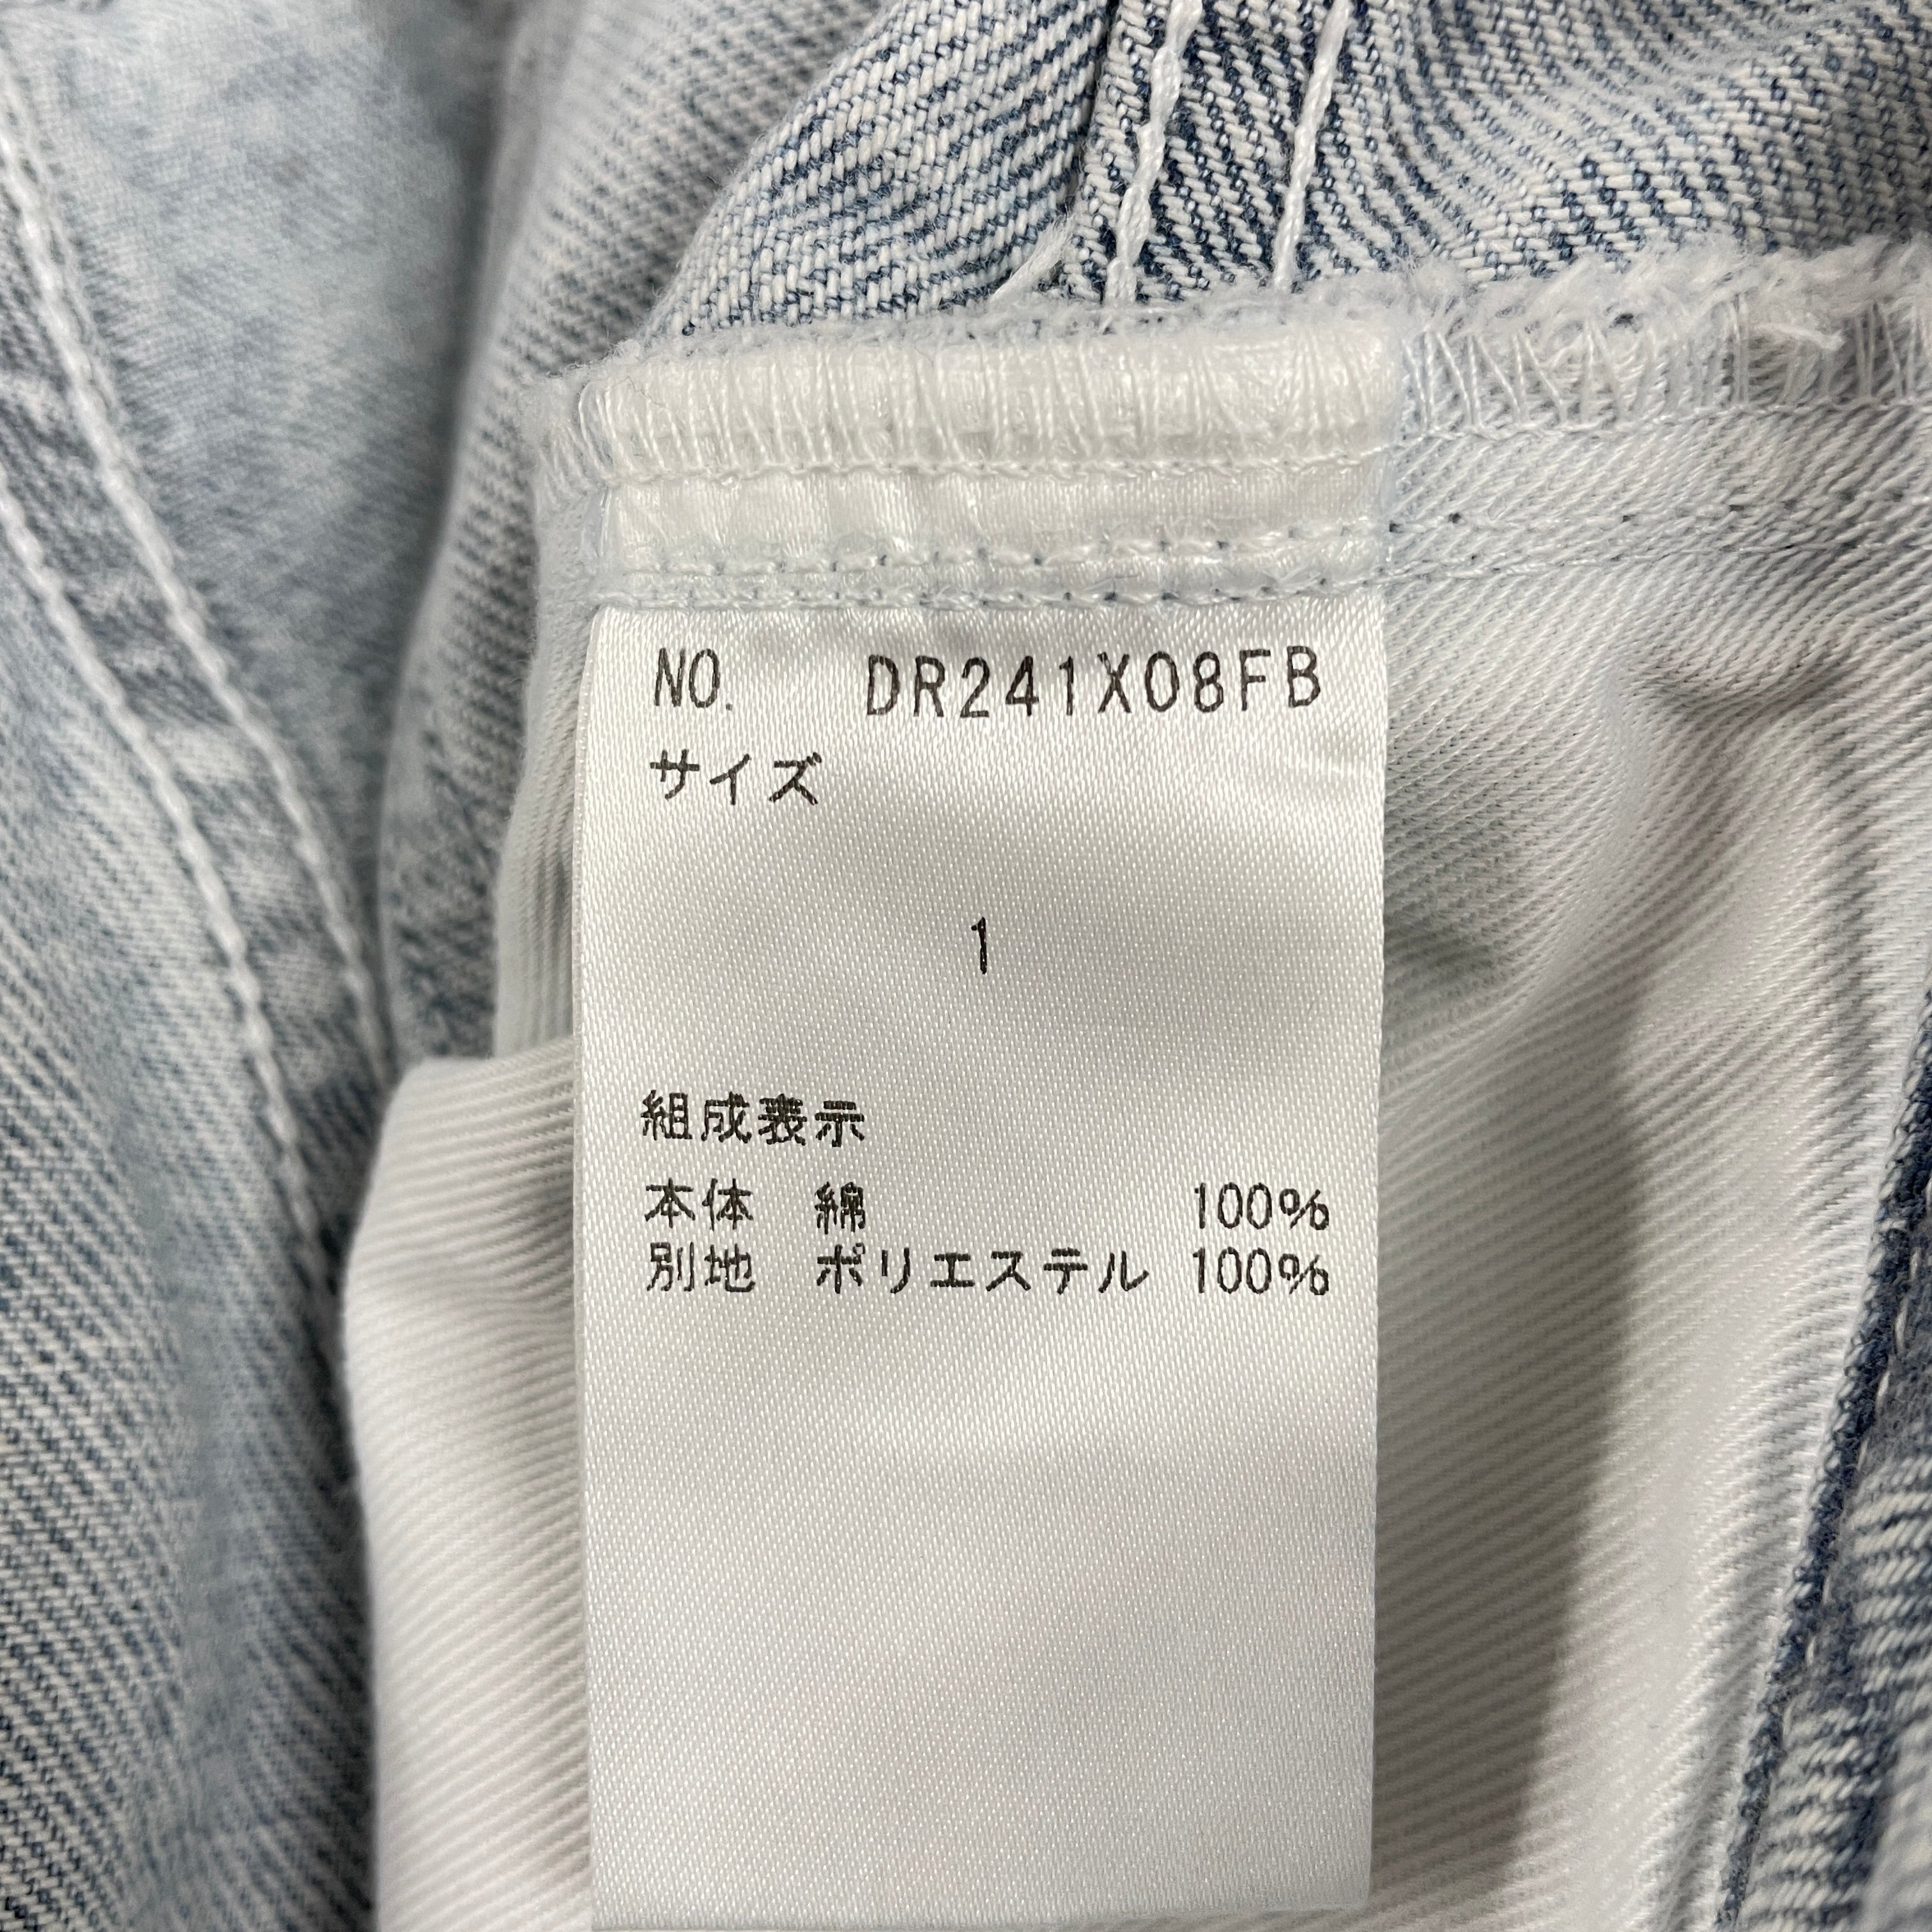 NO. DR241X08FB
サイズ
1
組成表示
本体 綿 100%
別地 ポリエステル 100%